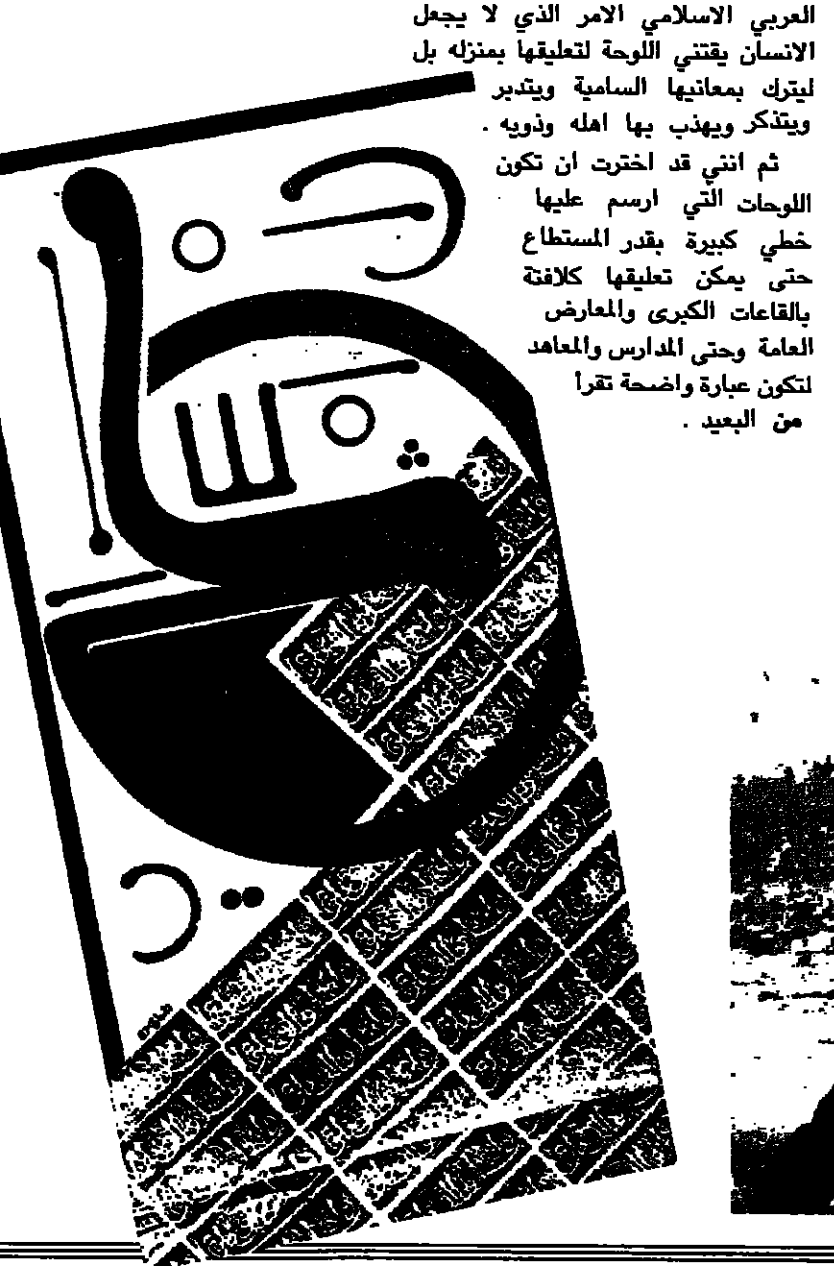 العربي الاسلامي الامر الذي لا يجعل
الانسان يقتني اللوحة لتعليقها بمنزله بل
ليترك بمعانيها السامية ويتدبر
ويتذكر ويهذب بها اهله وذويه .
ثم انني قد اخترت ان تكون
اللوحات التي ارسم عليها
خطي كبيرة بقدر المستطاع
حتى يمكن تعليقها كلافتة
بالقاعات الكبرى والمعارض
العامة وحتى المدارس والمعاهد
لتكون عبارة واضحة تقرا
من البعيد .